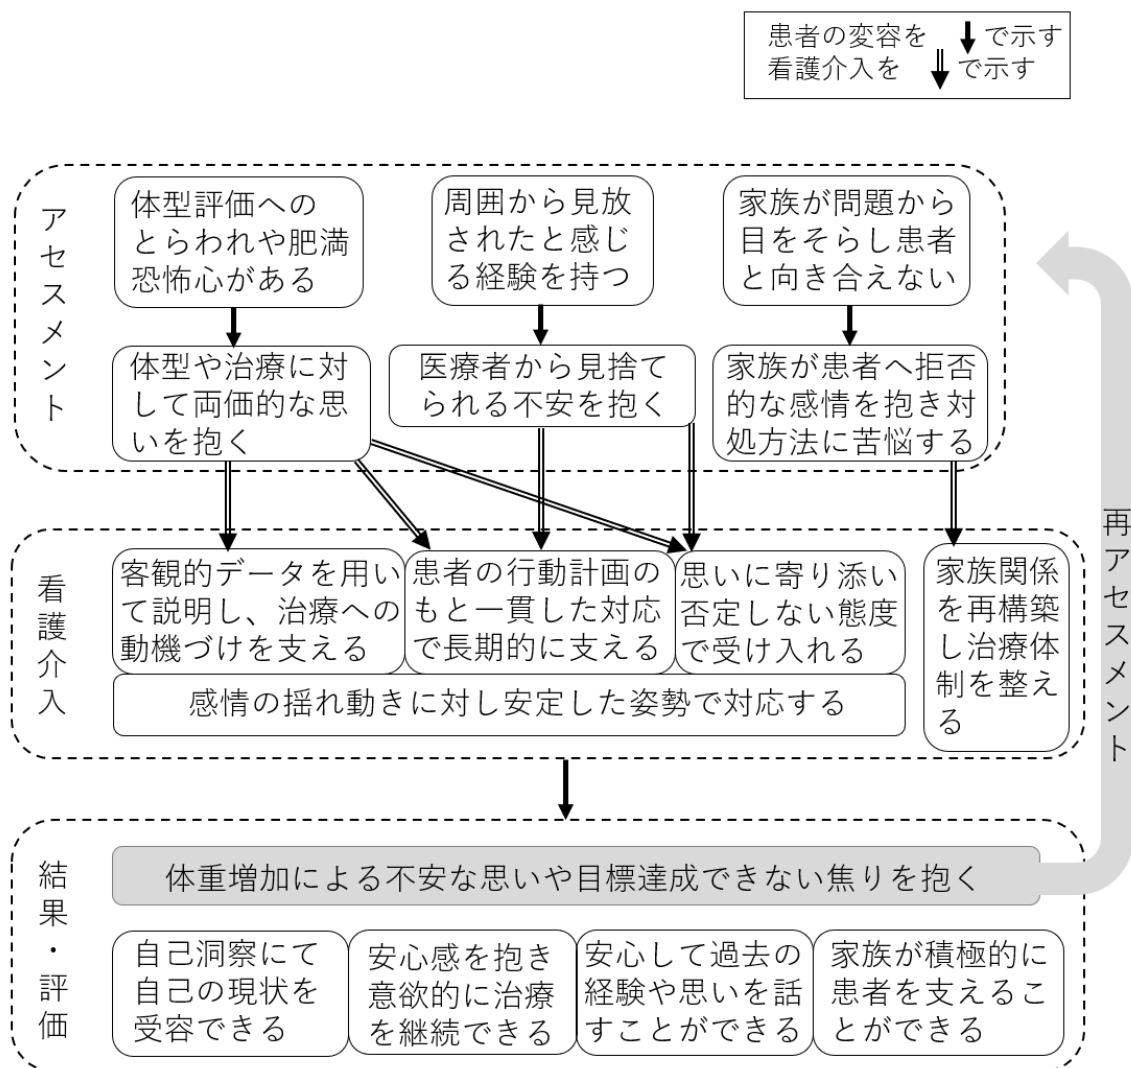 患者の変容を で示す
看護介入を で示す
アセスメント
体型評価への
とらわれや肥満
恐怖心がある
周囲から見放
されたと感じ
る経験を持つ
家族が問題から
目をそらし患者
と向き合えない
体型や治療に対
して両価的な思
いを抱く
医療者から見捨て
られる不安を抱く
家族が患者へ拒否
的な感情を抱き対
処方法に苦悩する
看護介入
客観的データを用い
て説明し、治療への
動機づけを支える
患者の行動計画の
もと一貫した対応
で長期的に支える
思いに寄り添い
否定しない態度
で受け入れる
家族関係
を再構築
し治療体
制を整え
る
感情の揺れ動きに対し安定した姿勢で対応する
再アセスメント
結果・評価
体重増加による不安な思いや目標達成できない焦りを抱く
自己洞察にて
自己の現状を
受容できる
安心感を抱き
意欲的に治療
を継続できる
安心して過去の
経験や思いを話
すことができる
家族が積極的に
患者を支えるこ
とができる